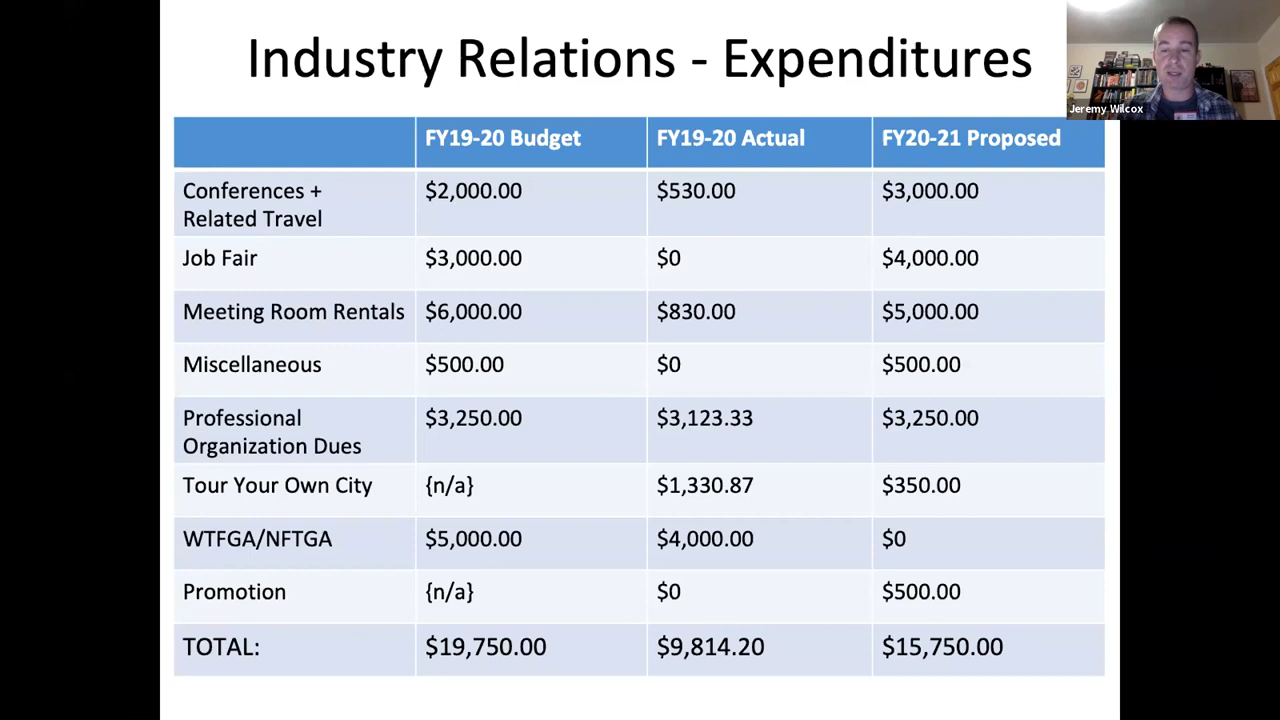 Industry Relations - Expenditures
Jeremy Wilcox
FY19-20 Budget FY19-20 Actual FY20-21 Proposed
Conferences + $2,000.00 $530.00 $3,000.00
Related Travel
Job Fair $3,000.00 $0 $4,000.00
Meeting Room Rentals $6,000.00 $830.00 $5,000.00
Miscellaneous $500.00 $0 $500.00
Professional $3,250.00 $3,123.33 $3,250.00
Organization Dues
Tour Your Own City {n/a} $1,330.87 $350.00
WTFGA/NFTGA $5,000.00 $4,000.00 $0
Promotion {n/a} $0 $500.00
TOTAL: $19,750.00 $9,814.20 $15,750.00